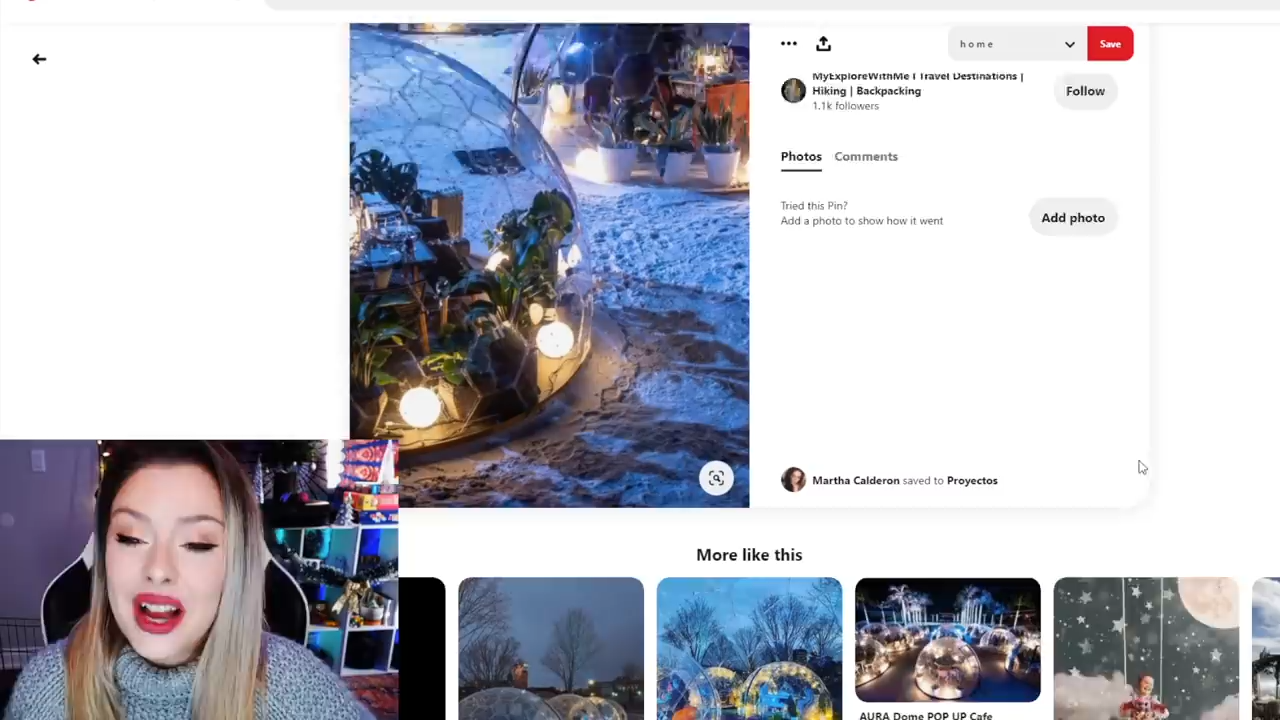 home
Save
MyExploreWithMe I Travel Destinations |
Hiking | Backpacking
1.1k followers
Follow
Photos
Comments
Tried this Pin?
Add a photo to show how it went
Add photo
Martha Calderon saved to Proyectos
More like this
AURA Dome POP UP Cafe